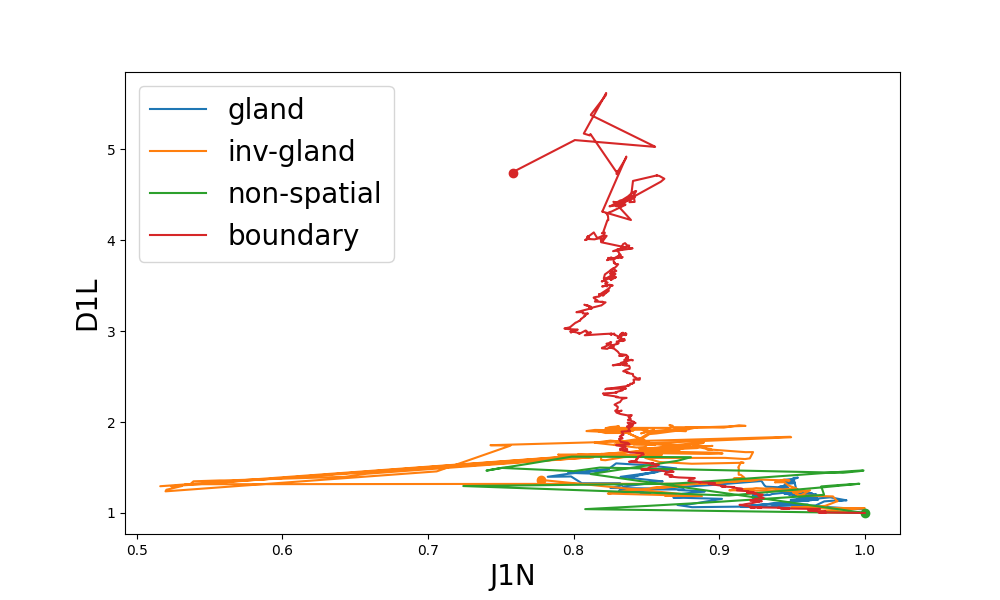 gland
inv-gland
non-spatial
boundary
D1L
5
4
3
2
1
0.5 0.6 0.7 0.8 0.9 1.0
J1N